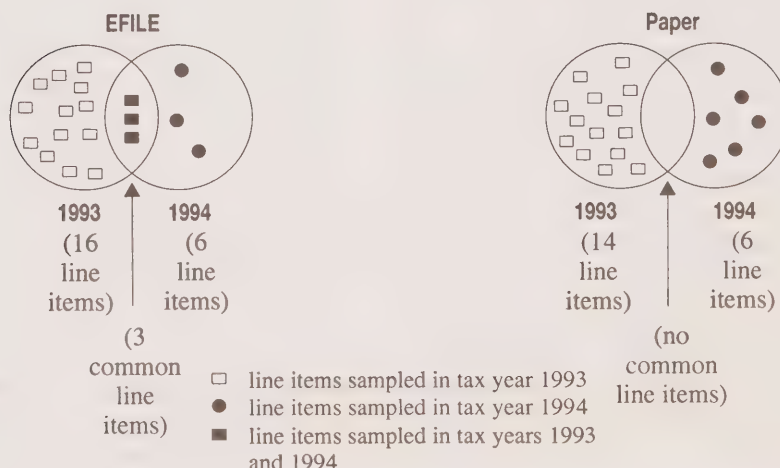 EFILE
1993
(16
line
items)
1994
(6
line
items)
(3
common
line
items)
Paper
1993
(14
line
items)
1994
(6
line
items)
(no
common
line items)
line items sampled in tax year 1993
line items sampled in tax year 1994
line items sampled in tax years 1993
and 1994